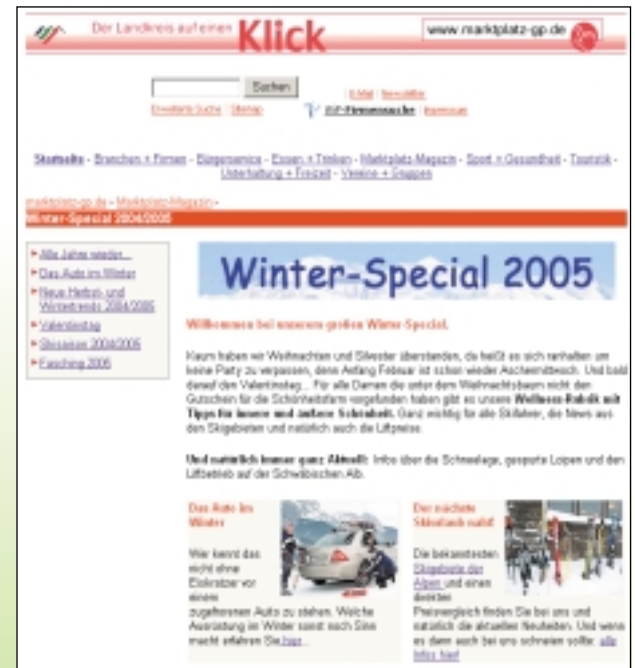 Der Landkreis auf einen Klick
www.marktplatz-gp.de
Suchen
E-Mail | Newsletter
Erweiterte Suche | Sitemap
-Firmensuche | Impressum
Startseite - Branchen + Firmen - Bürgerservice - Essen + Trinken - Marktplatz-Magazin - Sport + Gesundheit - Touristik -
Unterhaltung + Freizeit - Vereine + Gruppen
marktplatz-gp.de - Marktplatz-Magazin -
Winter-Special 2004/2005
Alle Jahre wieder...
Das Auto im Winter
Neue Herbst- und
Wintertrends 2004/2005
Valentinstag
Skisaison 2004/2005
Fasching 2005
Winter-Special 2005
Willkommen bei unserem großen Winter-Special.
Kaum haben wir Weihnachten und Silvester überstanden, da heißt es sich ranhalten um
keine Party zu verpassen, denn Anfang Februar ist schon wieder Aschermittwoch. Und bald
darauf den Valentinstag... Für alle Damen die unter dem Weihnachtsbaum nicht den
Gutschein für die Schönheitsfarm vorgefunden haben gibt es unsere Wellness-Rubrik mit
Tipps für innere und äußere Schönheit. Ganz wichtig für alle Skifahrer, die News aus
den Skigebieten und natürlich auch die Liftpreise.
Und natürlich immer ganz Aktuell: Infos über die Schneelage, gespurte Loipen und den
Liftbetrieb auf der Schwäbischen Alb.
Das Auto im
Winter
Wer kennt das
nicht ohne
Eiskratzer vor
einem
zugefrorenen Auto zu stehen. Welche
Ausrüstung im Winter sonst noch Sinn
macht erfahren Sie hier...
Der nächste
Skiurlaub naht!
Die bekanntesten
Skigebiete der
Alpen und einen
direkten
Preisvergleich finden Sie bei uns und
natürlich die aktuellen Neuheiten. Und wenn
es dann auch bei uns schneien sollte: alle
Infos hier!